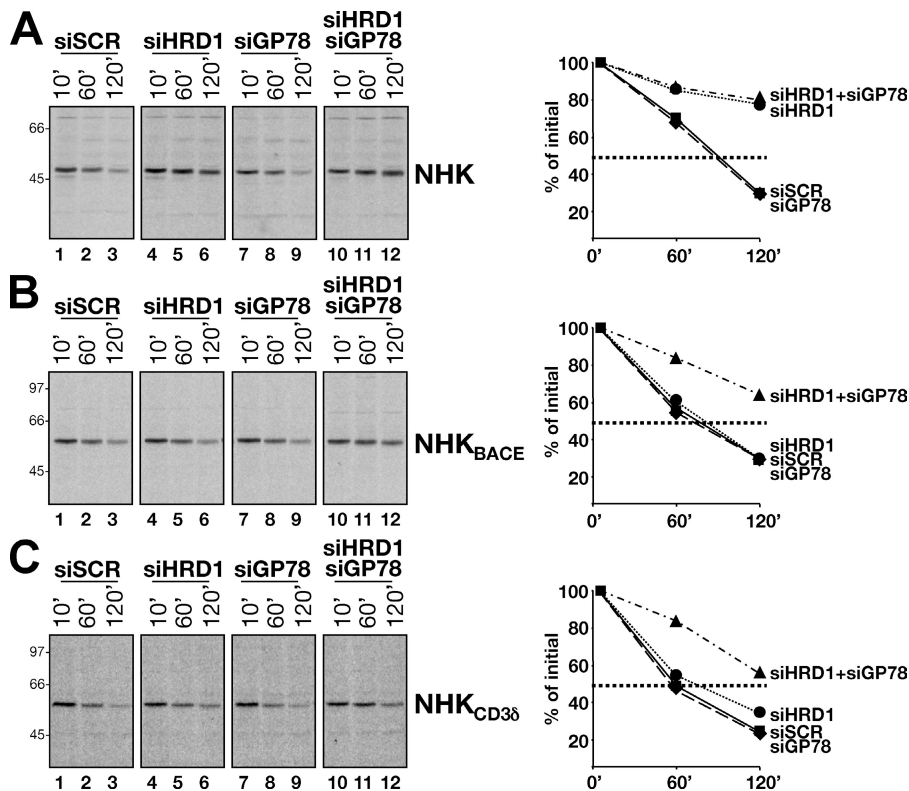 A
siSCR siHRD1 siGP78 siHRD1 siGP78
10' 60' 120' 10' 60' 120' 10' 60' 120' 10' 60' 120'
66-
45-
NHK
1 2 3 4 5 6 7 8 9 10 11 12
% of initial
100
80
60
40
20
0' 60' 120'
siHRD1+siGP78
siHRD1
siSCR
siGP78
B
siSCR siHRD1 siGP78 siHRD1 siGP78
10' 60' 120' 10' 60' 120' 10' 60' 120' 10' 60' 120'
97-
66-
45-
NHKBACE
1 2 3 4 5 6 7 8 9 10 11 12
% of initial
100
80
60
40
20
0' 60' 120'
siHRD1+siGP78
siHRD1
siSCR
siGP78
C
siSCR siHRD1 siGP78 siHRD1 siGP78
10' 60' 120' 10' 60' 120' 10' 60' 120' 10' 60' 120'
97-
66-
45-
NHKCD3δ
1 2 3 4 5 6 7 8 9 10 11 12
% of initial
100
80
60
40
20
0' 60' 120'
siHRD1+siGP78
siHRD1
siSCR
siGP78